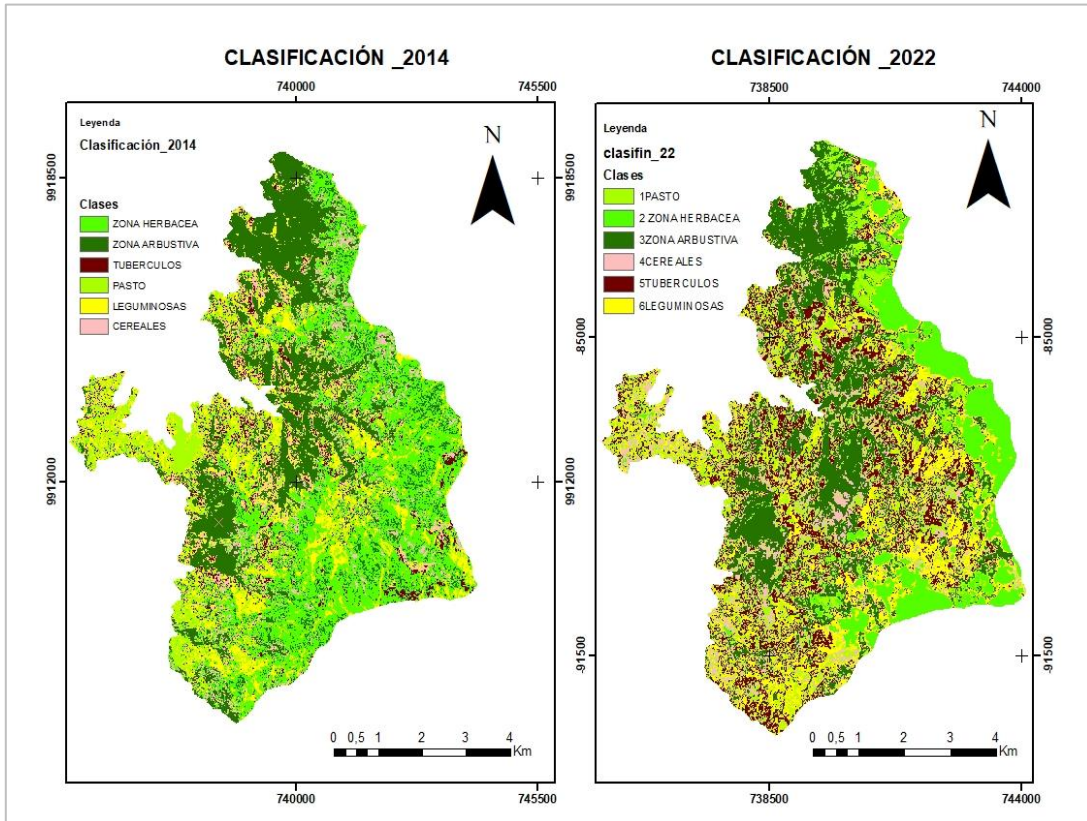 CLASIFICACIÓN _2014
740000
745500
Leyenda
Clasificación_2014
N
Clases
ZONA HERBACEA
ZONA ARBUSTIVA
TUBERCULOS
PASTO
LEGUMINOSAS
CEREALES
9918500
9912000
0 0,5 1 2 3 4
Km
740000
745500
CLASIFICACIÓN _2022
738500
744000
Leyenda
clasifin_22
N
Clases
1PASTO
2 ZONA HERBACEA
3ZONA ARBUSTIVA
4CEREALES
5TUBERCULOS
6LEGUMINOSAS
-85000
-91500
0 0,5 1 2 3 4
Km
738500
744000